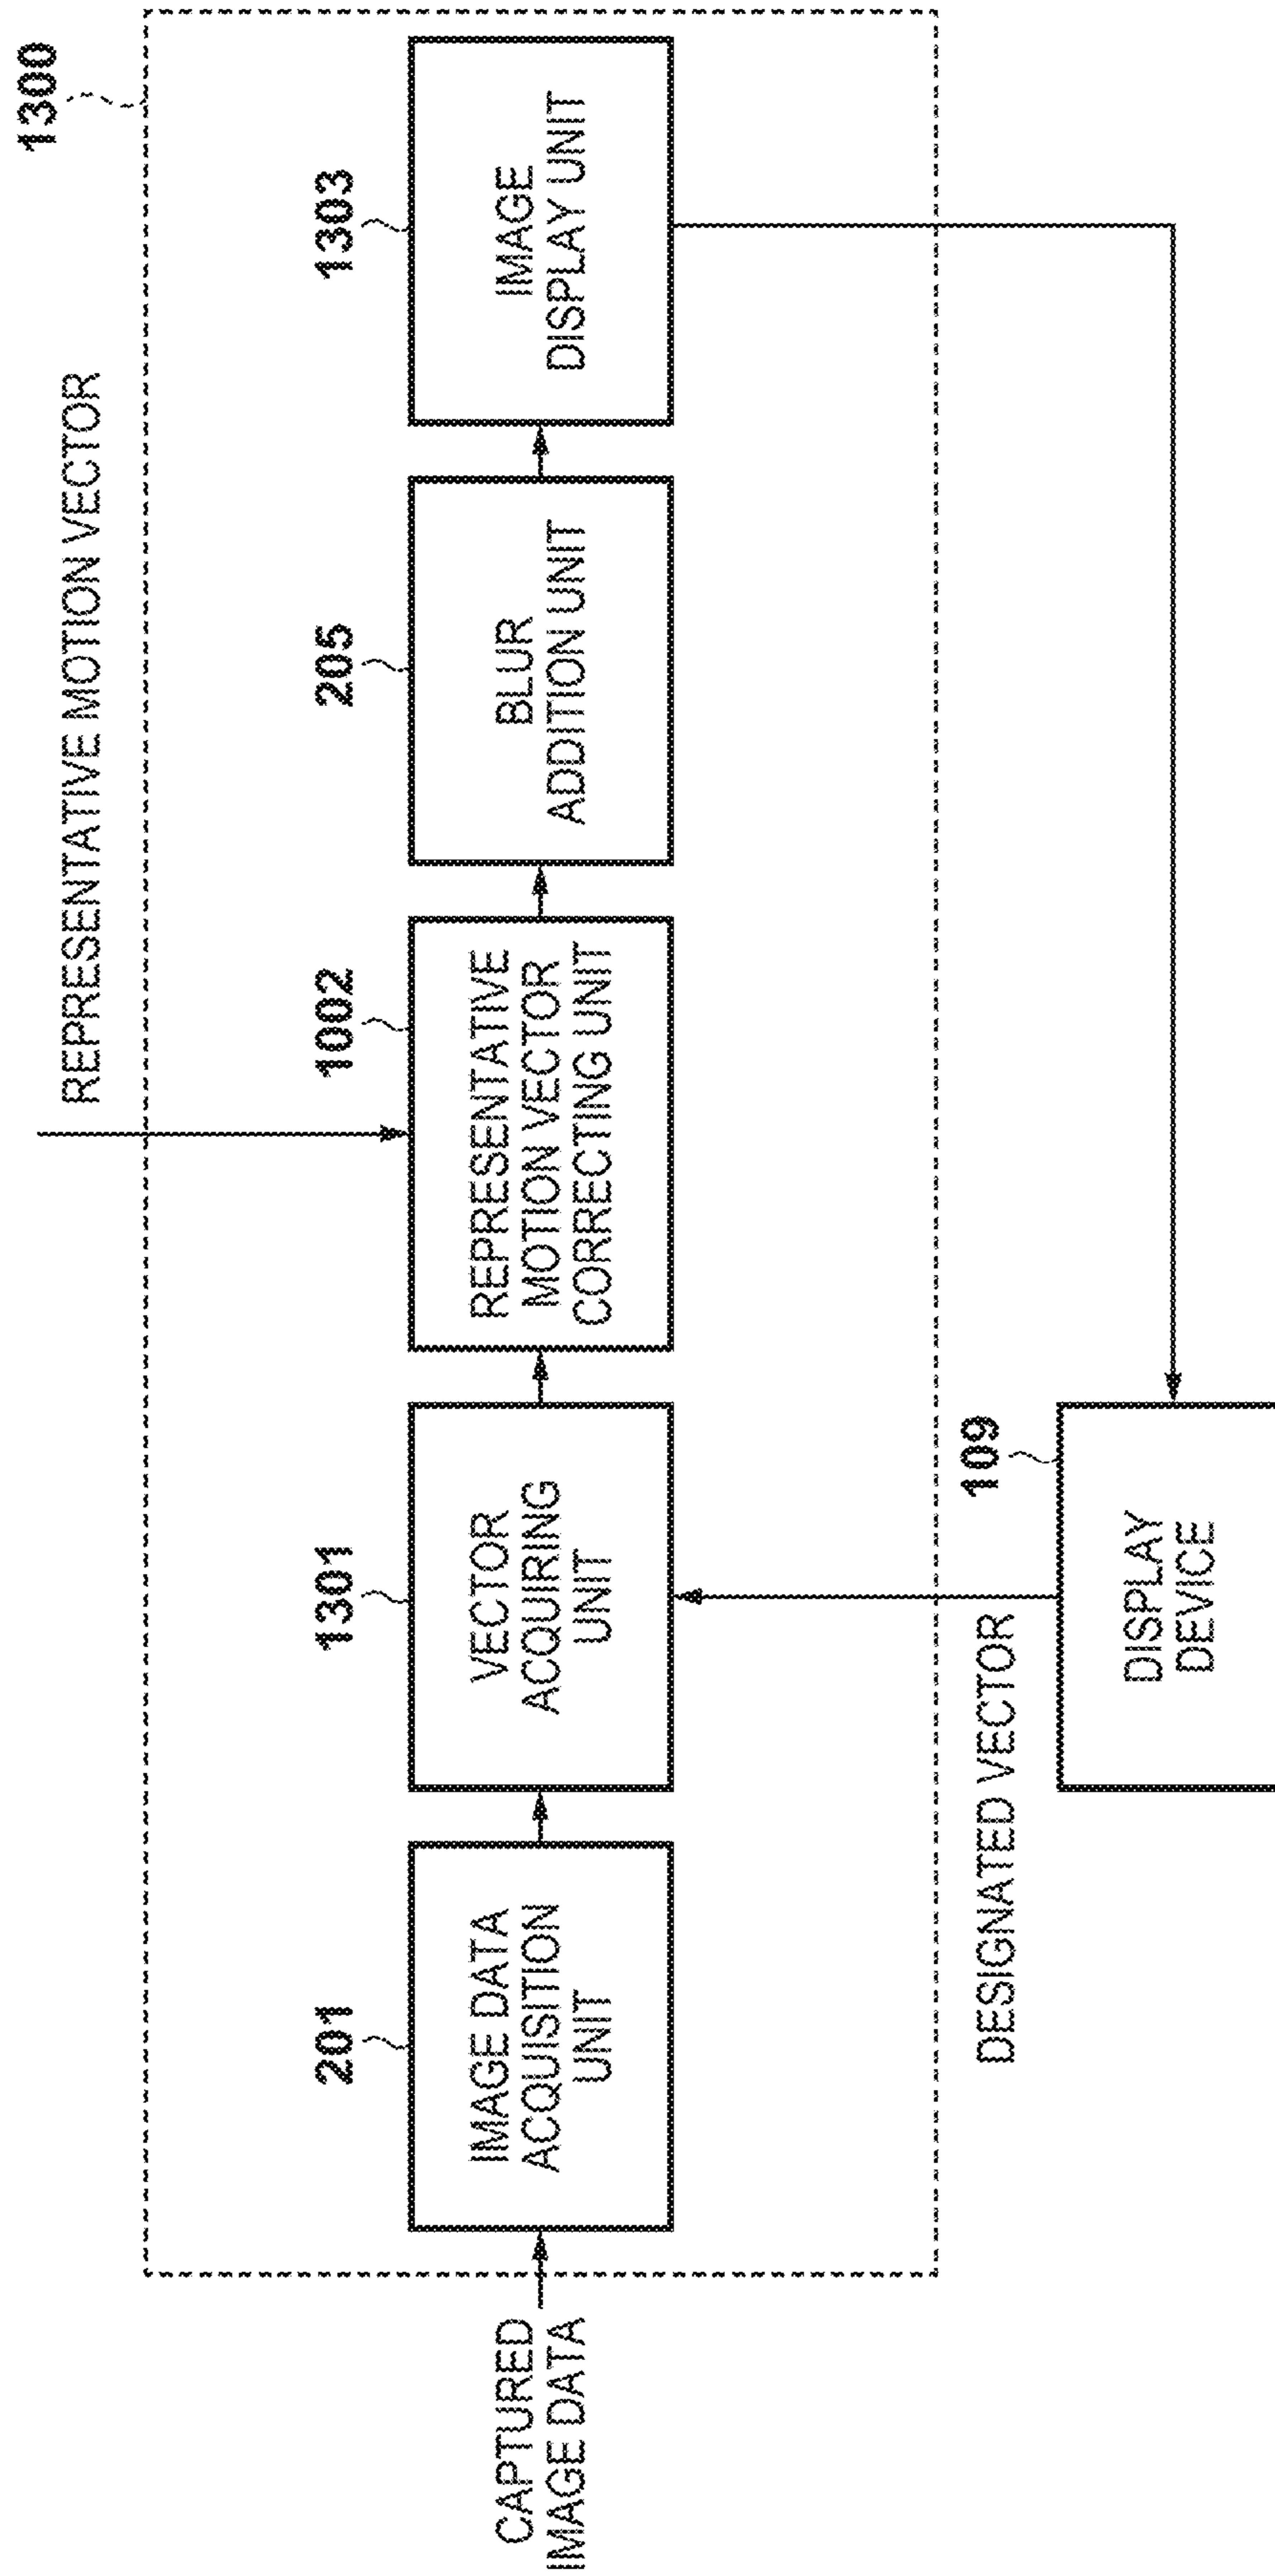 1300
REPRESENTATIVE MOTION VECTOR
201
IMAGE DATA
ACQUISITION
UNIT
1301
VECTOR
ACQUIRING
UNIT
1002
REPRESENTATIVE
MOTION VECTOR
CORRECTING UNIT
205
BLUR
ADDITION UNIT
1303
IMAGE
DISPLAY UNIT
CAPTURED
IMAGE DATA
DESIGNATED VECTOR
109
DISPLAY
DEVICE